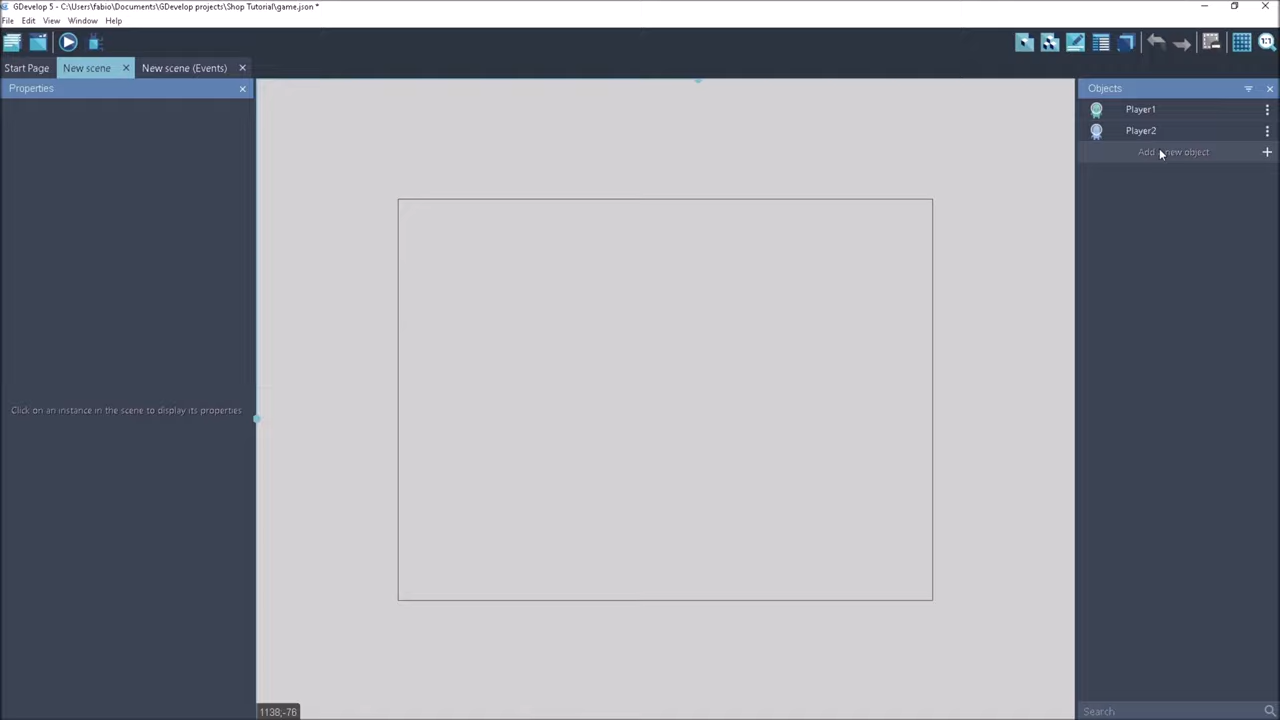 GDevelop 5 - C:\Users\fabio\Documents\GDevelop projects\Shop Tutorial\game.json *
File Edit View Window Help
1:1
Start Page New scene New scene (Events)
Properties
Objects
Player1
Player2
Add a new object
Click on an instance in the scene to display its properties
1138;-76
Search